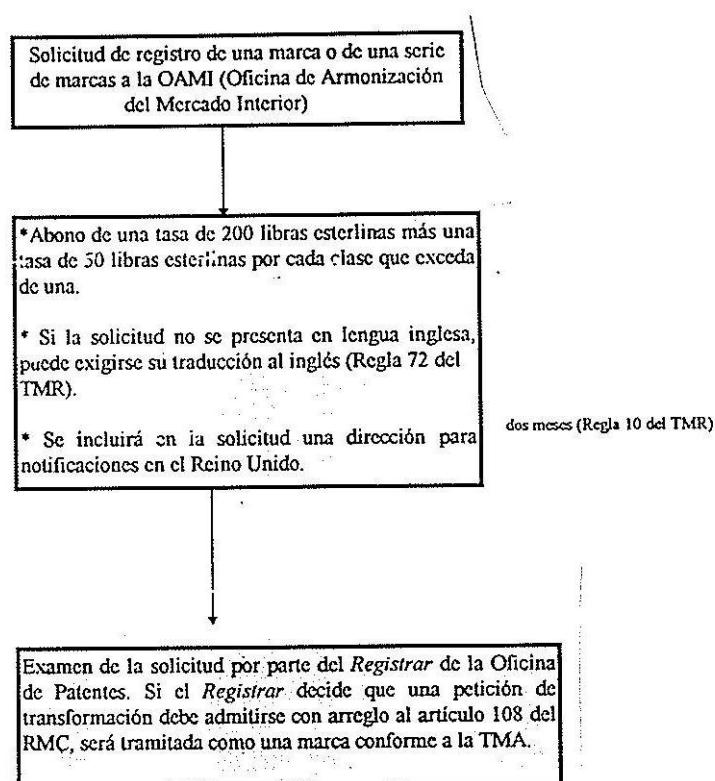 Solicitud de registro de una marca o de una serie
de marcas a la OAMI (Oficina de Armonización
del Mercado Interior)
*Abono de una tasa de 200 libras esterlinas más una
tasa de 50 libras esterlinas por cada clase que exceda
de una.
* Si la solicitud no se presenta en lengua inglesa,
puede exigirse su traducción al inglés (Regla 72 del
TMR).
* Se incluirá en la solicitud una dirección para
notificaciones en el Reino Unido.
dos meses (Regla 10 del TMR)
Examen de la solicitud por parte del Registrar de la Oficina
de Patentes. Si el Registrar decide que una petición de
transformación debe admitirse con arreglo al artículo 108 del
RMC, será tramitada como una marca conforme a la TMA.